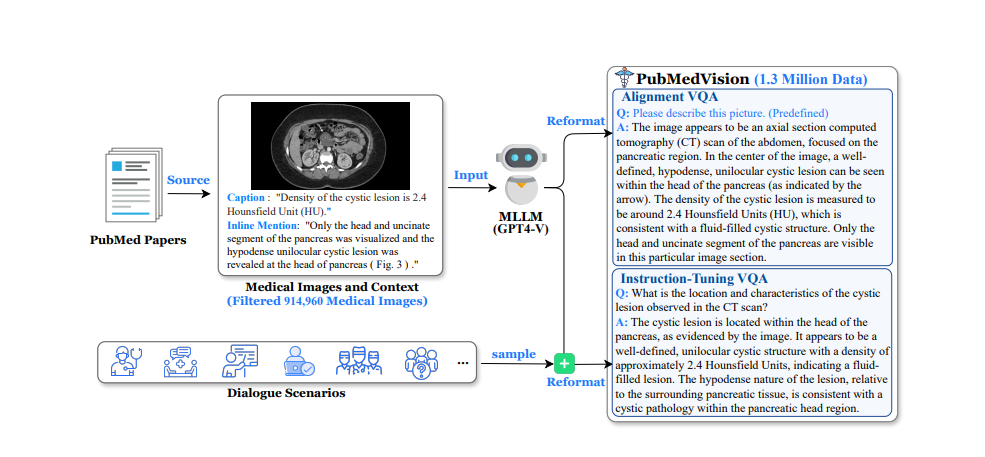 PubMed Papers
Source
Caption : "Density of the cystic lesion is 2.4
Hounsfield Unit (HU)."
Inline Mention: "Only the head and uncinate
segment of the pancreas was visualized and the
hypodense unilocular cystic lesion was
revealed at the head of pancreas ( Fig. 3 ) ."
Medical Images and Context
(Filtered 914,960 Medical Images)
Input
MLLM
(GPT4-V)
Dialogue Scenarios
...
sample
Reformat
Reformat
PubMedVision (1.3 Million Data)
Alignment VQA
Q: Please describe this picture. (Predefined)
A: The image appears to be an axial section computed
tomography (CT) scan of the abdomen, focused on the
pancreatic region. In the center of the image, a well-
defined, hypodense, unilocular cystic lesion can be seen
within the head of the pancreas (as indicated by the
arrow). The density of the cystic lesion is measured to
be around 2.4 Hounsfield Units (HU), which is
consistent with a fluid-filled cystic structure. Only the
head and uncinate segment of the pancreas are visible
in this particular image section.
Instruction-Tuning VQA
Q: What is the location and characteristics of the cystic
lesion observed in the CT scan?
A: The cystic lesion is located within the head of the
pancreas, as evidenced by the image. It appears to be a
well-defined, unilocular cystic structure with a density of
approximately 2.4 Hounsfield Units, indicating a fluid-
filled lesion. The hypodense nature of the lesion, relative
to the surrounding pancreatic tissue, is consistent with a
cystic pathology within the pancreatic head region.